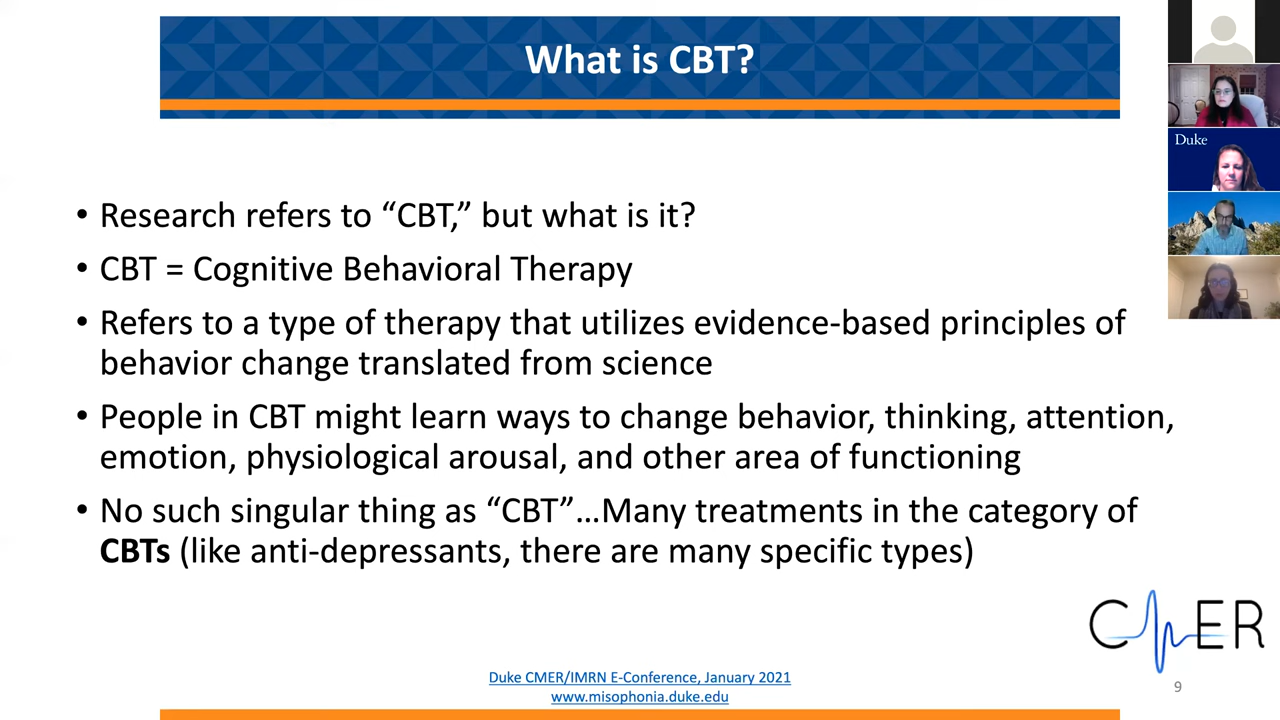 What is CBT?
Duke
• Research refers to “CBT,” but what is it?
• CBT = Cognitive Behavioral Therapy
• Refers to a type of therapy that utilizes evidence-based principles of
behavior change translated from science
• People in CBT might learn ways to change behavior, thinking, attention,
emotion, physiological arousal, and other area of functioning
• No such singular thing as “CBT”…Many treatments in the category of
CBTs (like anti-depressants, there are many specific types)
CMER
Duke CMER/IMRN E-Conference, January 2021
www.misophonia.duke.edu
9